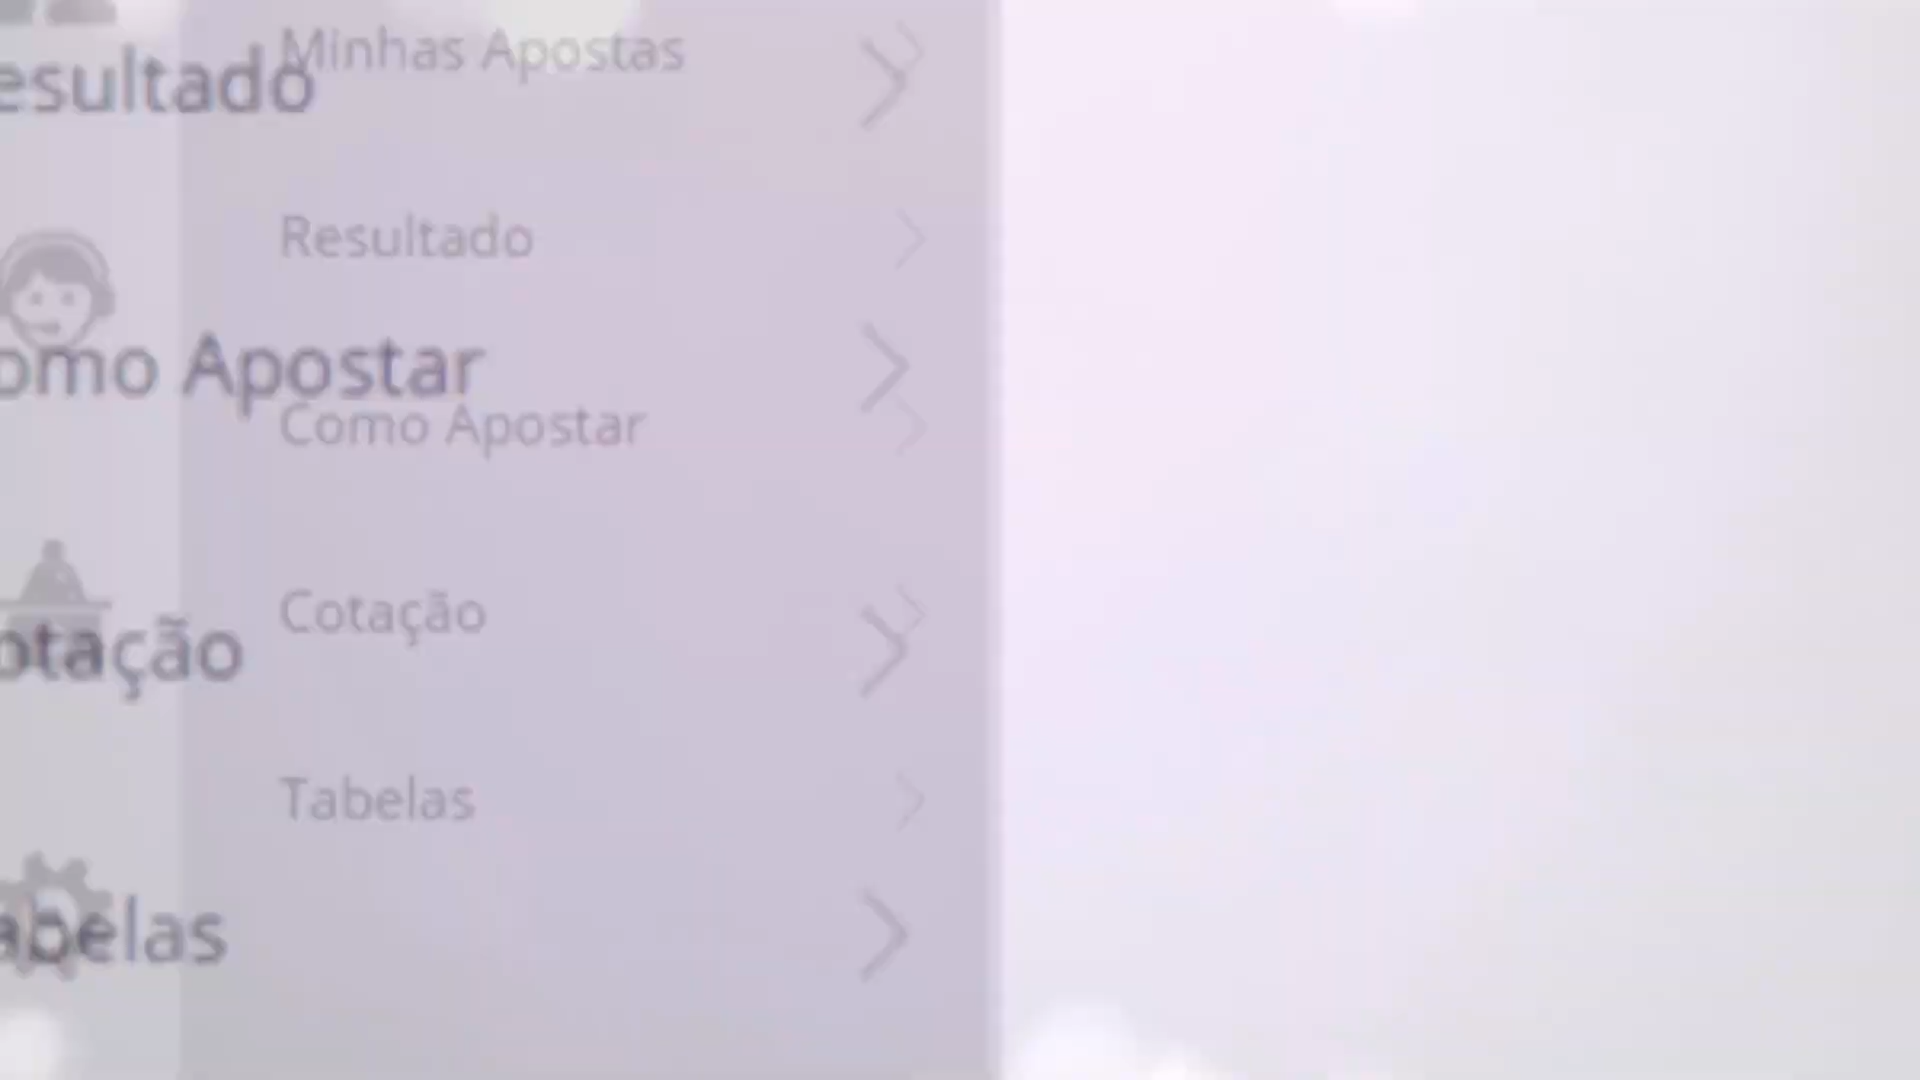 Minhas Apostas
esultado
Resultado
omo Apostar
Como Apostar
Cotação
otação
Tabelas
abelas